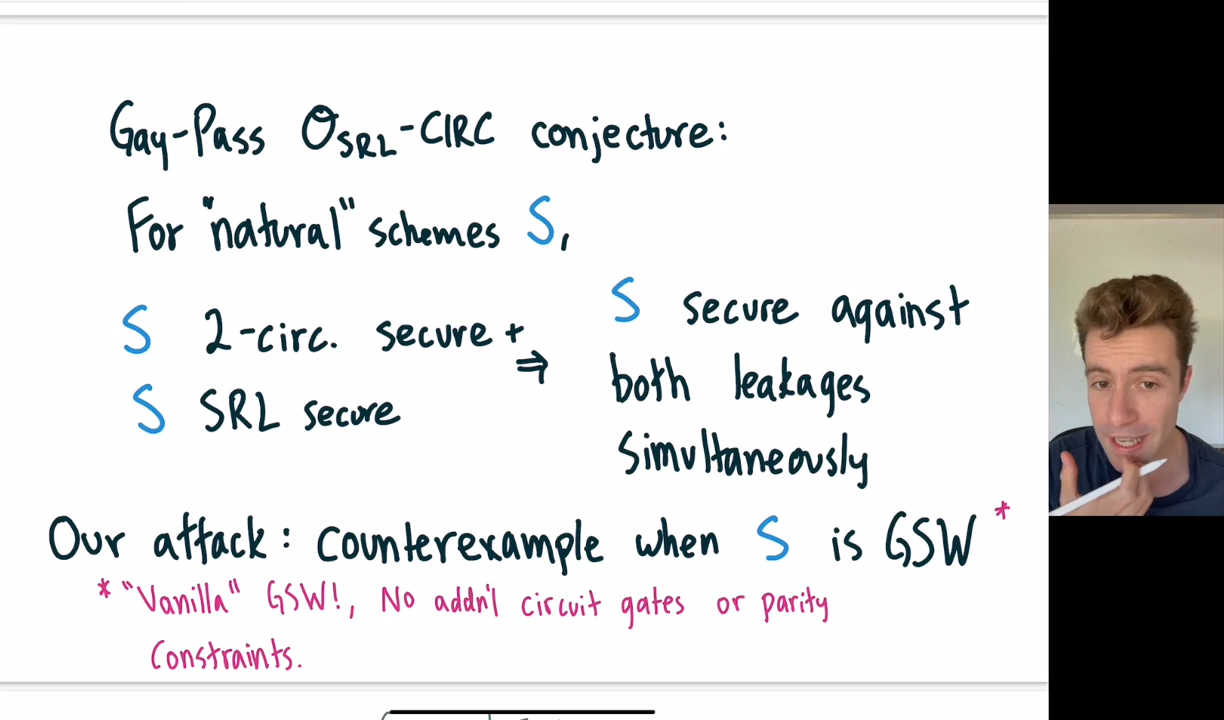 Gay-Pass O_SRL-CIRC conjecture:
For "natural" schemes S,
S 2-circ. secure +
S SRL secure
⇒
S secure against
both leakages
simultaneously
Our attack: counterexample when S is GSW *
* "Vanilla" GSW!, No addn'l circuit gates or parity
constraints.